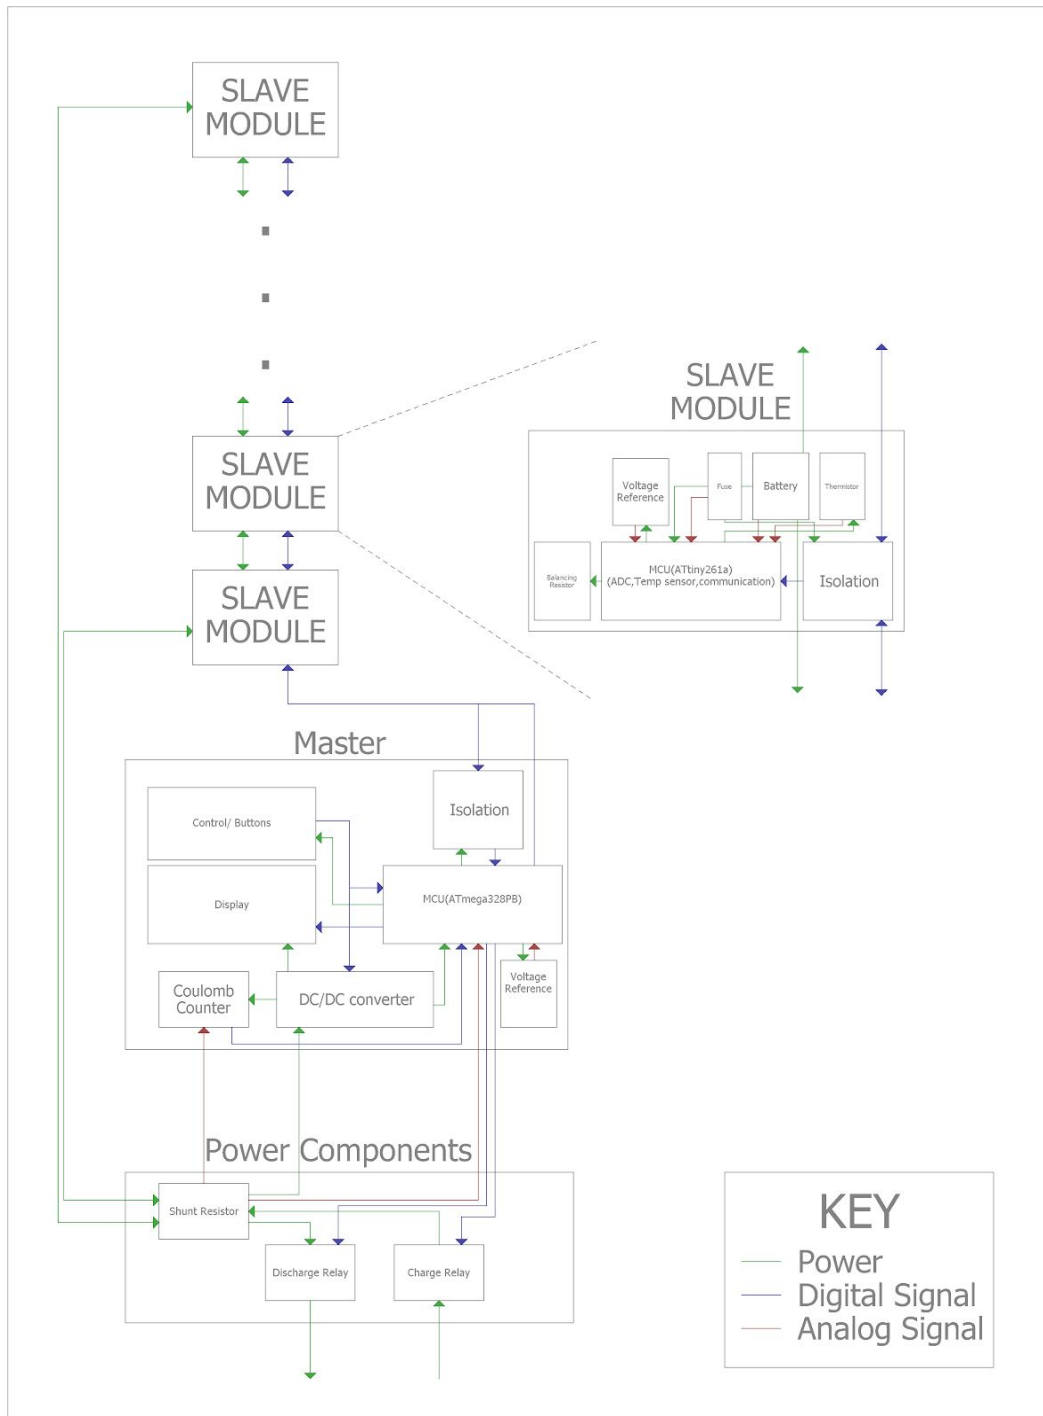 SLAVE
MODULE
SLAVE
MODULE
SLAVE
MODULE
SLAVE
MODULE
Voltage
Reference
Fuse
Battery
Thermistor
Balancing
Resistor
MCU(ATtiny261a)
(ADC,Temp sensor,communication)
Isolation
Master
Control/ Buttons
Isolation
Display
MCU(ATmega328PB)
Coulomb
Counter
DC/DC converter
Voltage
Reference
Power Components
Shunt Resistor
Discharge Relay
Charge Relay
KEY
Power
Digital Signal
Analog Signal